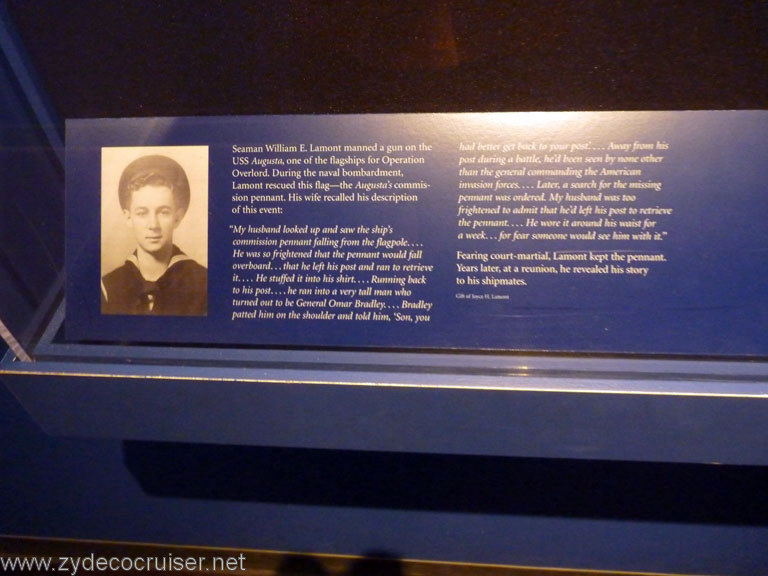 Seaman William E. Lamont manned a gun on the
USS Augusta, one of the flagships for Operation
Overlord. During the naval bombardment,
Lamont rescued this flag—the Augusta's commis-
sion pennant. His wife recalled his description
of this event:
"My husband looked up and saw the ship's
commission pennant falling from the flagpole. . . .
He was so frightened that the pennant would fall
overboard. . . that he left his post and ran to retrieve
it. . . . He stuffed it into his shirt. . . . Running back
to his post. . . . he ran into a very tall man who
turned out to be General Omar Bradley. . . . Bradley
patted him on the shoulder and told him, 'Son, you
had better get back to your post.'. . . Away from his
post during a battle, he'd been seen by none other
than the general commanding the American
invasion forces. . . . Later, a search for the missing
pennant was ordered. My husband was too
frightened to admit that he'd left his post to retrieve
the pennant. . . . He wore it around his waist for
a week. . . for fear someone would see him with it."
Fearing court-martial, Lamont kept the pennant.
Years later, at a reunion, he revealed his story
to his shipmates.
Gift of Joyce M. Lamont
www.zydecocruiser.net